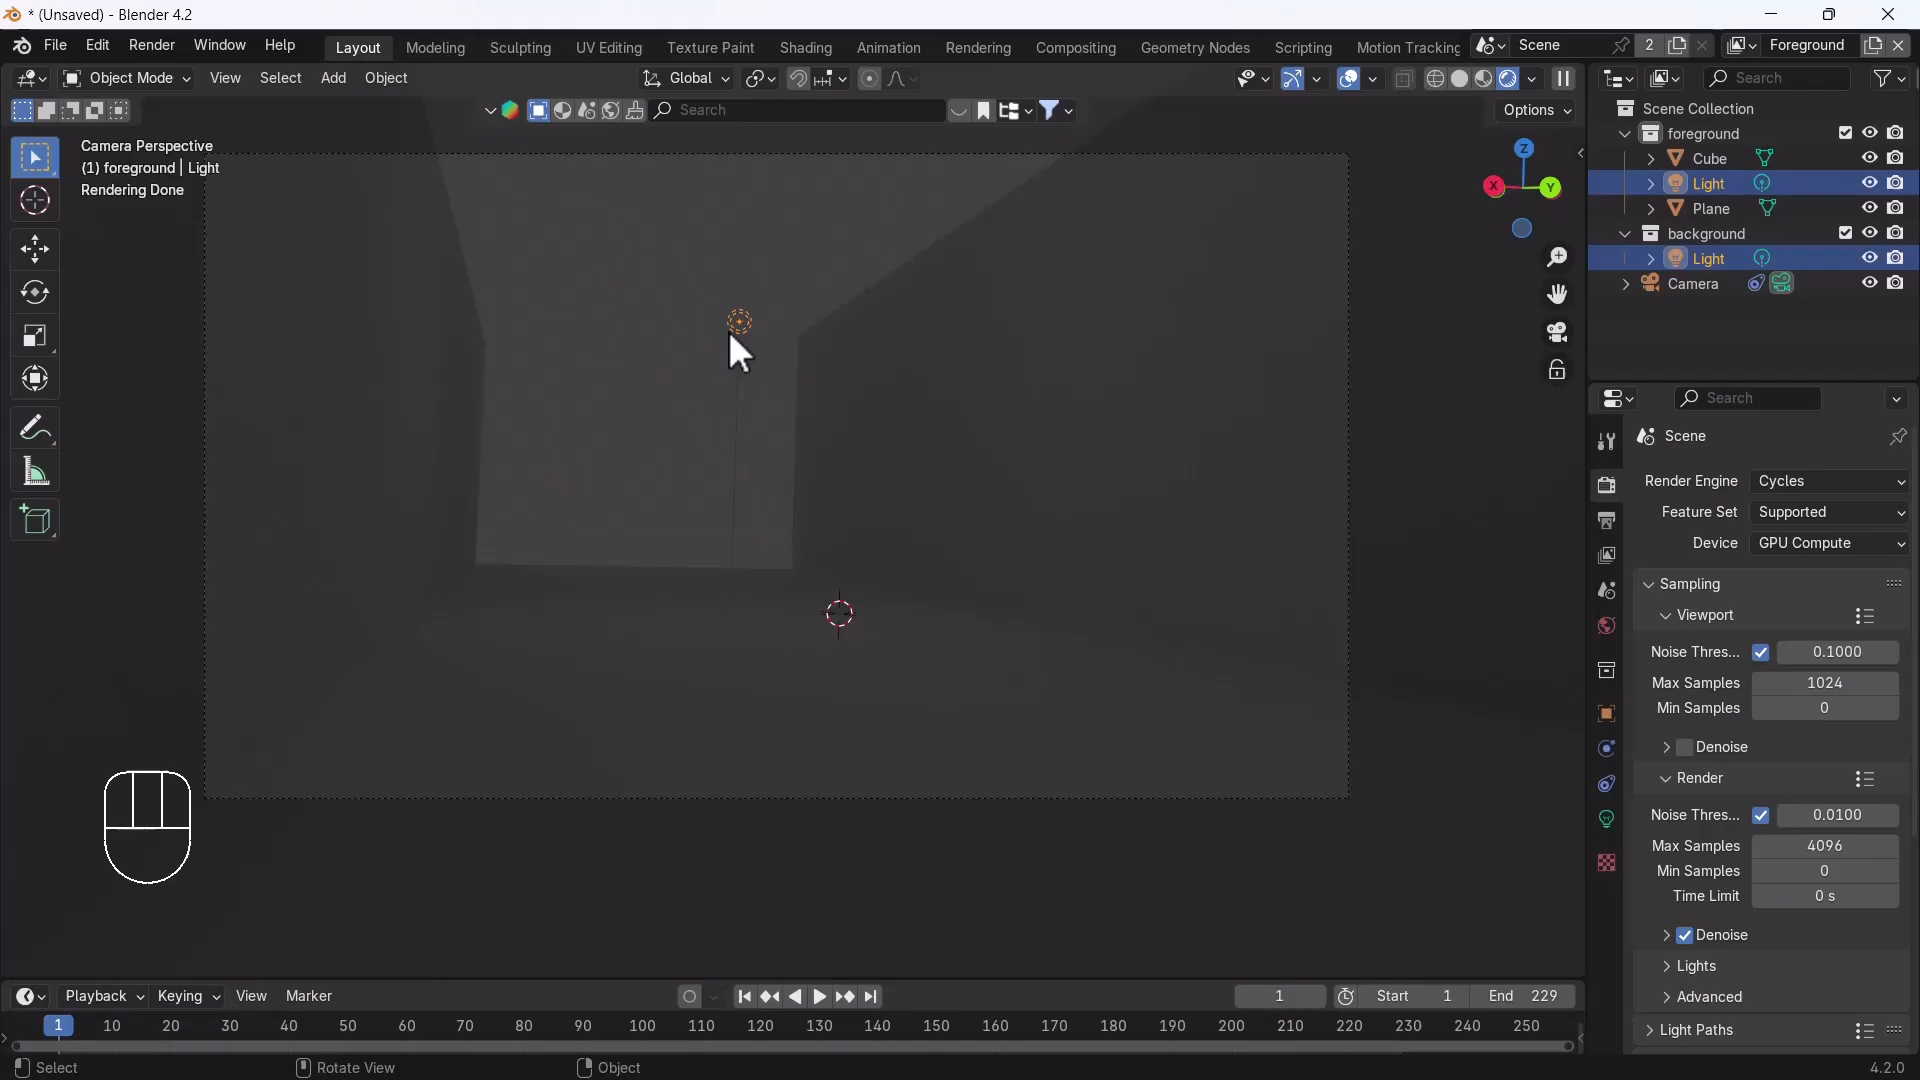 * (Unsaved) - Blender 4.2
File Edit Render Window Help
Layout Modeling Sculpting UV Editing Texture Paint Shading Animation Rendering Compositing Geometry Nodes Scripting Motion Tracking
Scene 2 Foreground
Object Mode View Select Add Object
Global
Search
Search
Options
Camera Perspective
(1) foreground | Light
Rendering Done
Z
X
Y
Scene Collection
foreground
Cube
Light
Plane
background
Light
Camera
Search
Scene
Render Engine Cycles
Feature Set Supported
Device GPU Compute
Sampling
Viewport
Noise Thres... 0.1000
Max Samples 1024
Min Samples 0
Denoise
Render
Noise Thres... 0.0100
Max Samples 4096
Min Samples 0
Time Limit 0 s
Denoise
Lights
Advanced
Light Paths
Playback Keying View Marker
1 Start 1 End 229
1 10 20 30 40 50 60 70 80 90 100 110 120 130 140 150 160 170 180 190 200 210 220 230 240 250
Select Rotate View Object 4.2.0